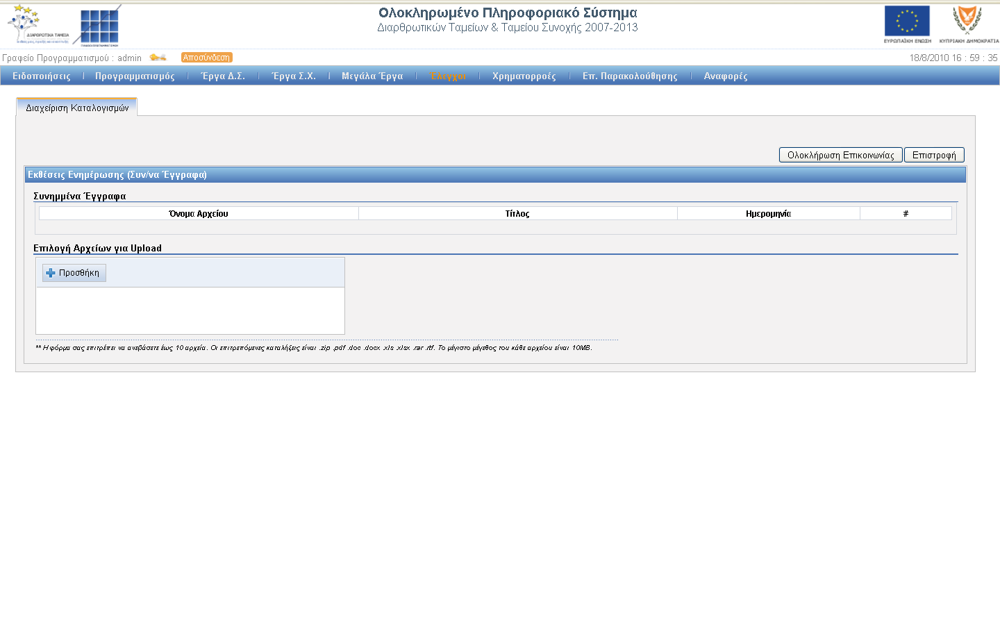 Ολοκληρωμένο Πληροφοριακό Σύστημα
Διαρθρωτικών Ταμείων & Ταμείου Συνοχής 2007-2013
ΔΙΑΡΘΡΩΤΙΚΑ ΤΑΜΕΙΑ
ΕΥΡΩΠΑΪΚΗ ΕΝΩΣΗ
ΚΥΠΡΙΑΚΗ ΔΗΜΟΚΡΑΤΙΑ
Γραφείο Προγραμματισμού : admin
Αποσύνδεση
18/8/2010 16 : 59 : 35
Ειδοποιήσεις | Προγραμματισμός | Έργα Δ.Σ. | Έργα Σ.Χ. | Μεγάλα Έργα | Έλεγχοι | Χρηματορροές | Επ. Παρακολούθησης | Αναφορές
Διαχείριση Καταλογισμών
Ολοκλήρωση Επικοινωνίας Επιστροφή
Εκθέσεις Ενημέρωσης (Συν/να Έγγραφα)
Συνημμένα Έγγραφα
Όνομα Αρχείου Τίτλος Ημερομηνία #
Επιλογή Αρχείων για Upload
Προσθήκη
** Η φόρμα σας επιτρέπει να ανεβάσετε έως 10 αρχεία. Οι επιτρεπόμενες καταλήξεις είναι .zip .pdf .doc .docx .xls .xlsx .rar .rtf. Το μέγιστο μέγεθος του κάθε αρχείου είναι 10MB.